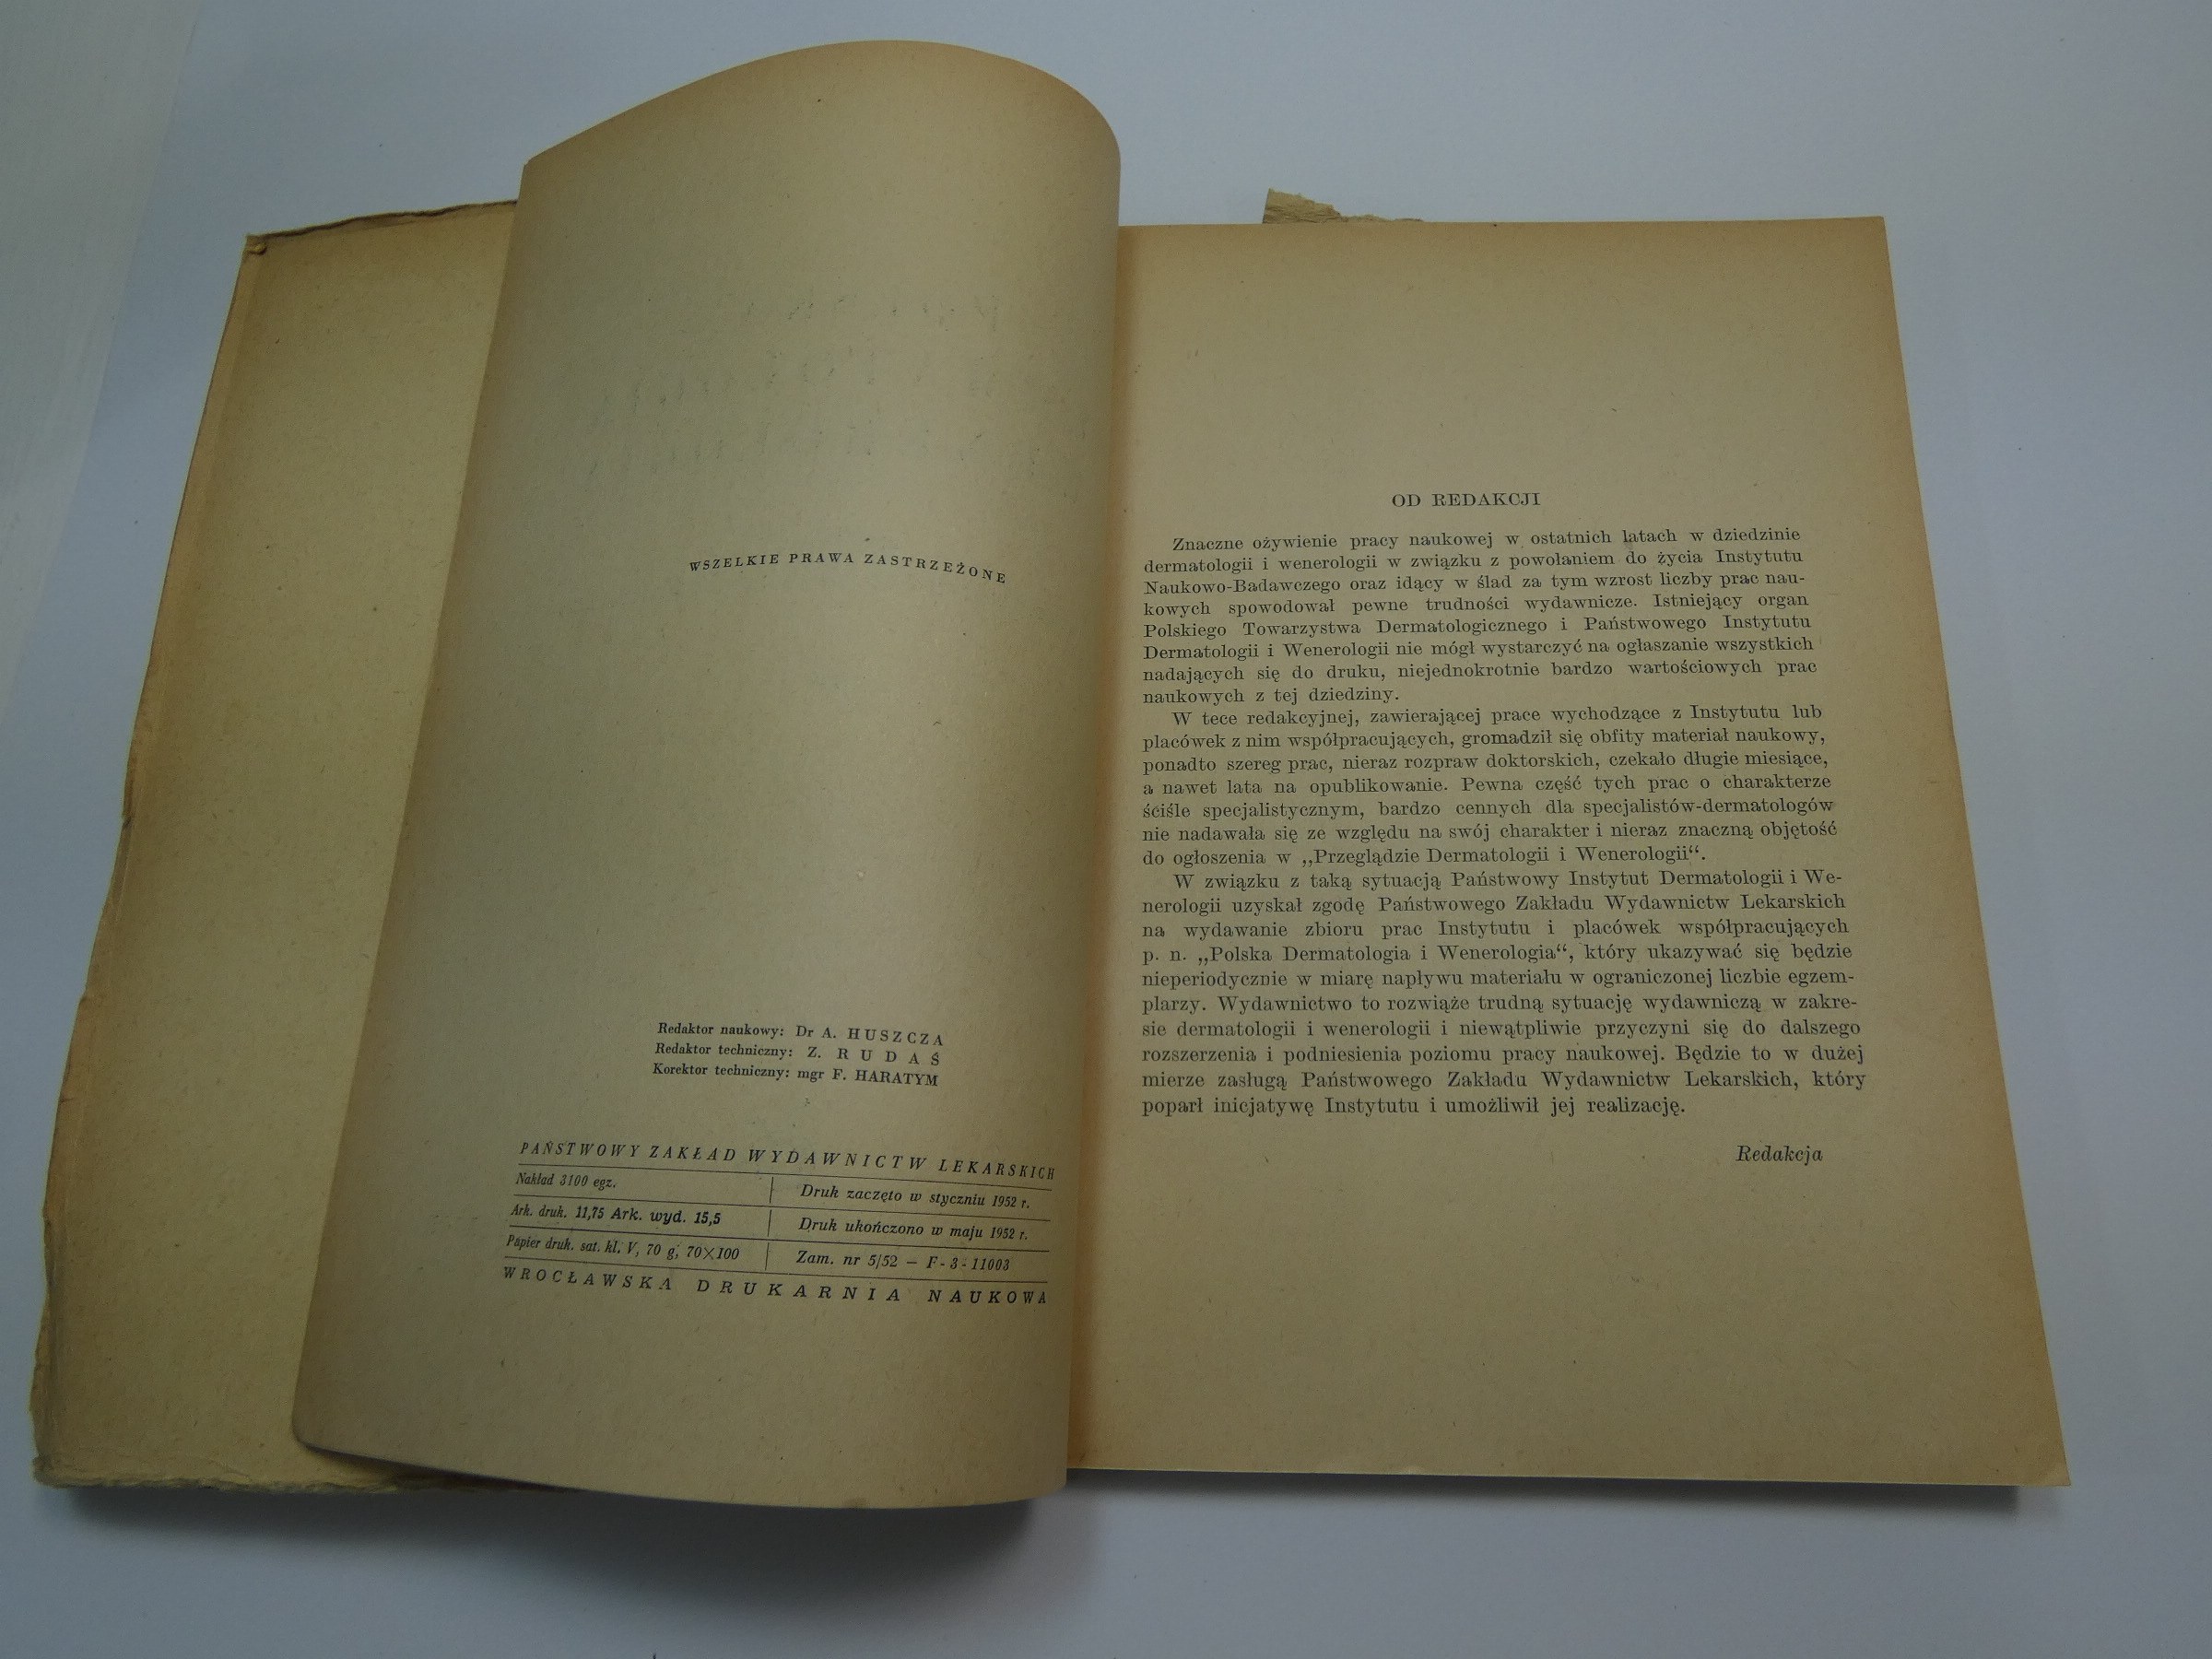 WSZELKIE PRAWA ZASTRZEŻONE
Redaktor naukowy: Dr A. HUSZCZA
Redaktor techniczny: Z. RUDAŚ
Korektor techniczny: mgr F. HARATYM
PAŃSTWOWY ZAKŁAD WYDAWNICTW LEKARSKICH
Nakład 3100 egz. Druk zaczęto w styczniu 1952 r.
Ark. druk. 11,75 Ark. wyd. 15,5 Druk ukończono w maju 1952 r.
Papier druk. sat. kl. V, 70 g, 70×100 Zam. nr 5/52 – F-3-11003
WROCŁAWSKA DRUKARNIA NAUKOWA
OD REDAKCJI
Znaczne ożywienie pracy naukowej w ostatnich latach w dziedzinie
dermatologii i wenerologii w związku z powołaniem do życia Instytutu
Naukowo-Badawczego oraz idący w ślad za tym wzrost liczby prac nau-
kowych spowodował pewne trudności wydawnicze. Istniejący organ
Polskiego Towarzystwa Dermatologicznego i Państwowego Instytutu
Dermatologii i Wenerologii nie mógł wystarczyć na ogłaszanie wszystkich
nadających się do druku, niejednokrotnie bardzo wartościowych prac
naukowych z tej dziedziny.
W tece redakcyjnej, zawierającej prace wychodzące z Instytutu lub
placówek z nim współpracujących, gromadził się obfity materiał naukowy,
ponadto szereg prac, nieraz rozpraw doktorskich, czekało długie miesiące,
a nawet lata na opublikowanie. Pewna część tych prac o charakterze
ściśle specjalistycznym, bardzo cennych dla specjalistów-dermatologów
nie nadawała się ze względu na swój charakter i nieraz znaczną objętość
do ogłoszenia w „Przeglądzie Dermatologii i Wenerologii“.
W związku z taką sytuacją Państwowy Instytut Dermatologii i We-
nerologii uzyskał zgodę Państwowego Zakładu Wydawnictw Lekarskich
na wydawanie zbioru prac Instytutu i placówek współpracujących
p. n. „Polska Dermatologia i Wenerologia“, który ukazywać się będzie
nieperiodycznie w miarę napływu materiału w ograniczonej liczbie egzem-
plarzy. Wydawnictwo to rozwiąże trudną sytuację wydawniczą w zakre-
sie dermatologii i wenerologii i niewątpliwie przyczyni się do dalszego
rozszerzenia i podniesienia poziomu pracy naukowej. Będzie to w dużej
mierze zasługą Państwowego Zakładu Wydawnictw Lekarskich, który
poparł inicjatywę Instytutu i umożliwił jej realizację.
Redakcja